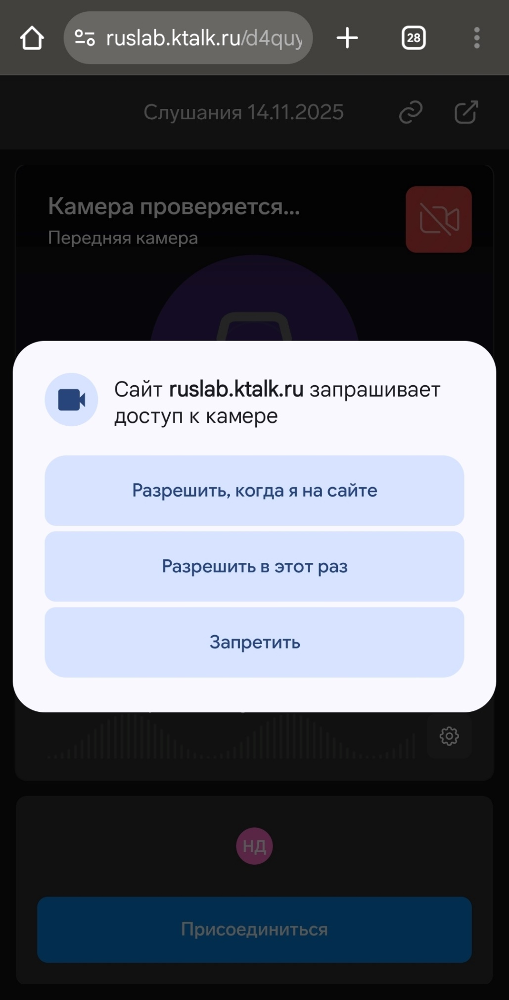 ruslab.ktalk.ru/d4quy
28
Слушания 14.11.2025
Камера проверяется...
Передняя камера
Сайт ruslab.ktalk.ru запрашивает
доступ к камере
Разрешить, когда я на сайте
Разрешить в этот раз
Запретить
НД
Присоединиться